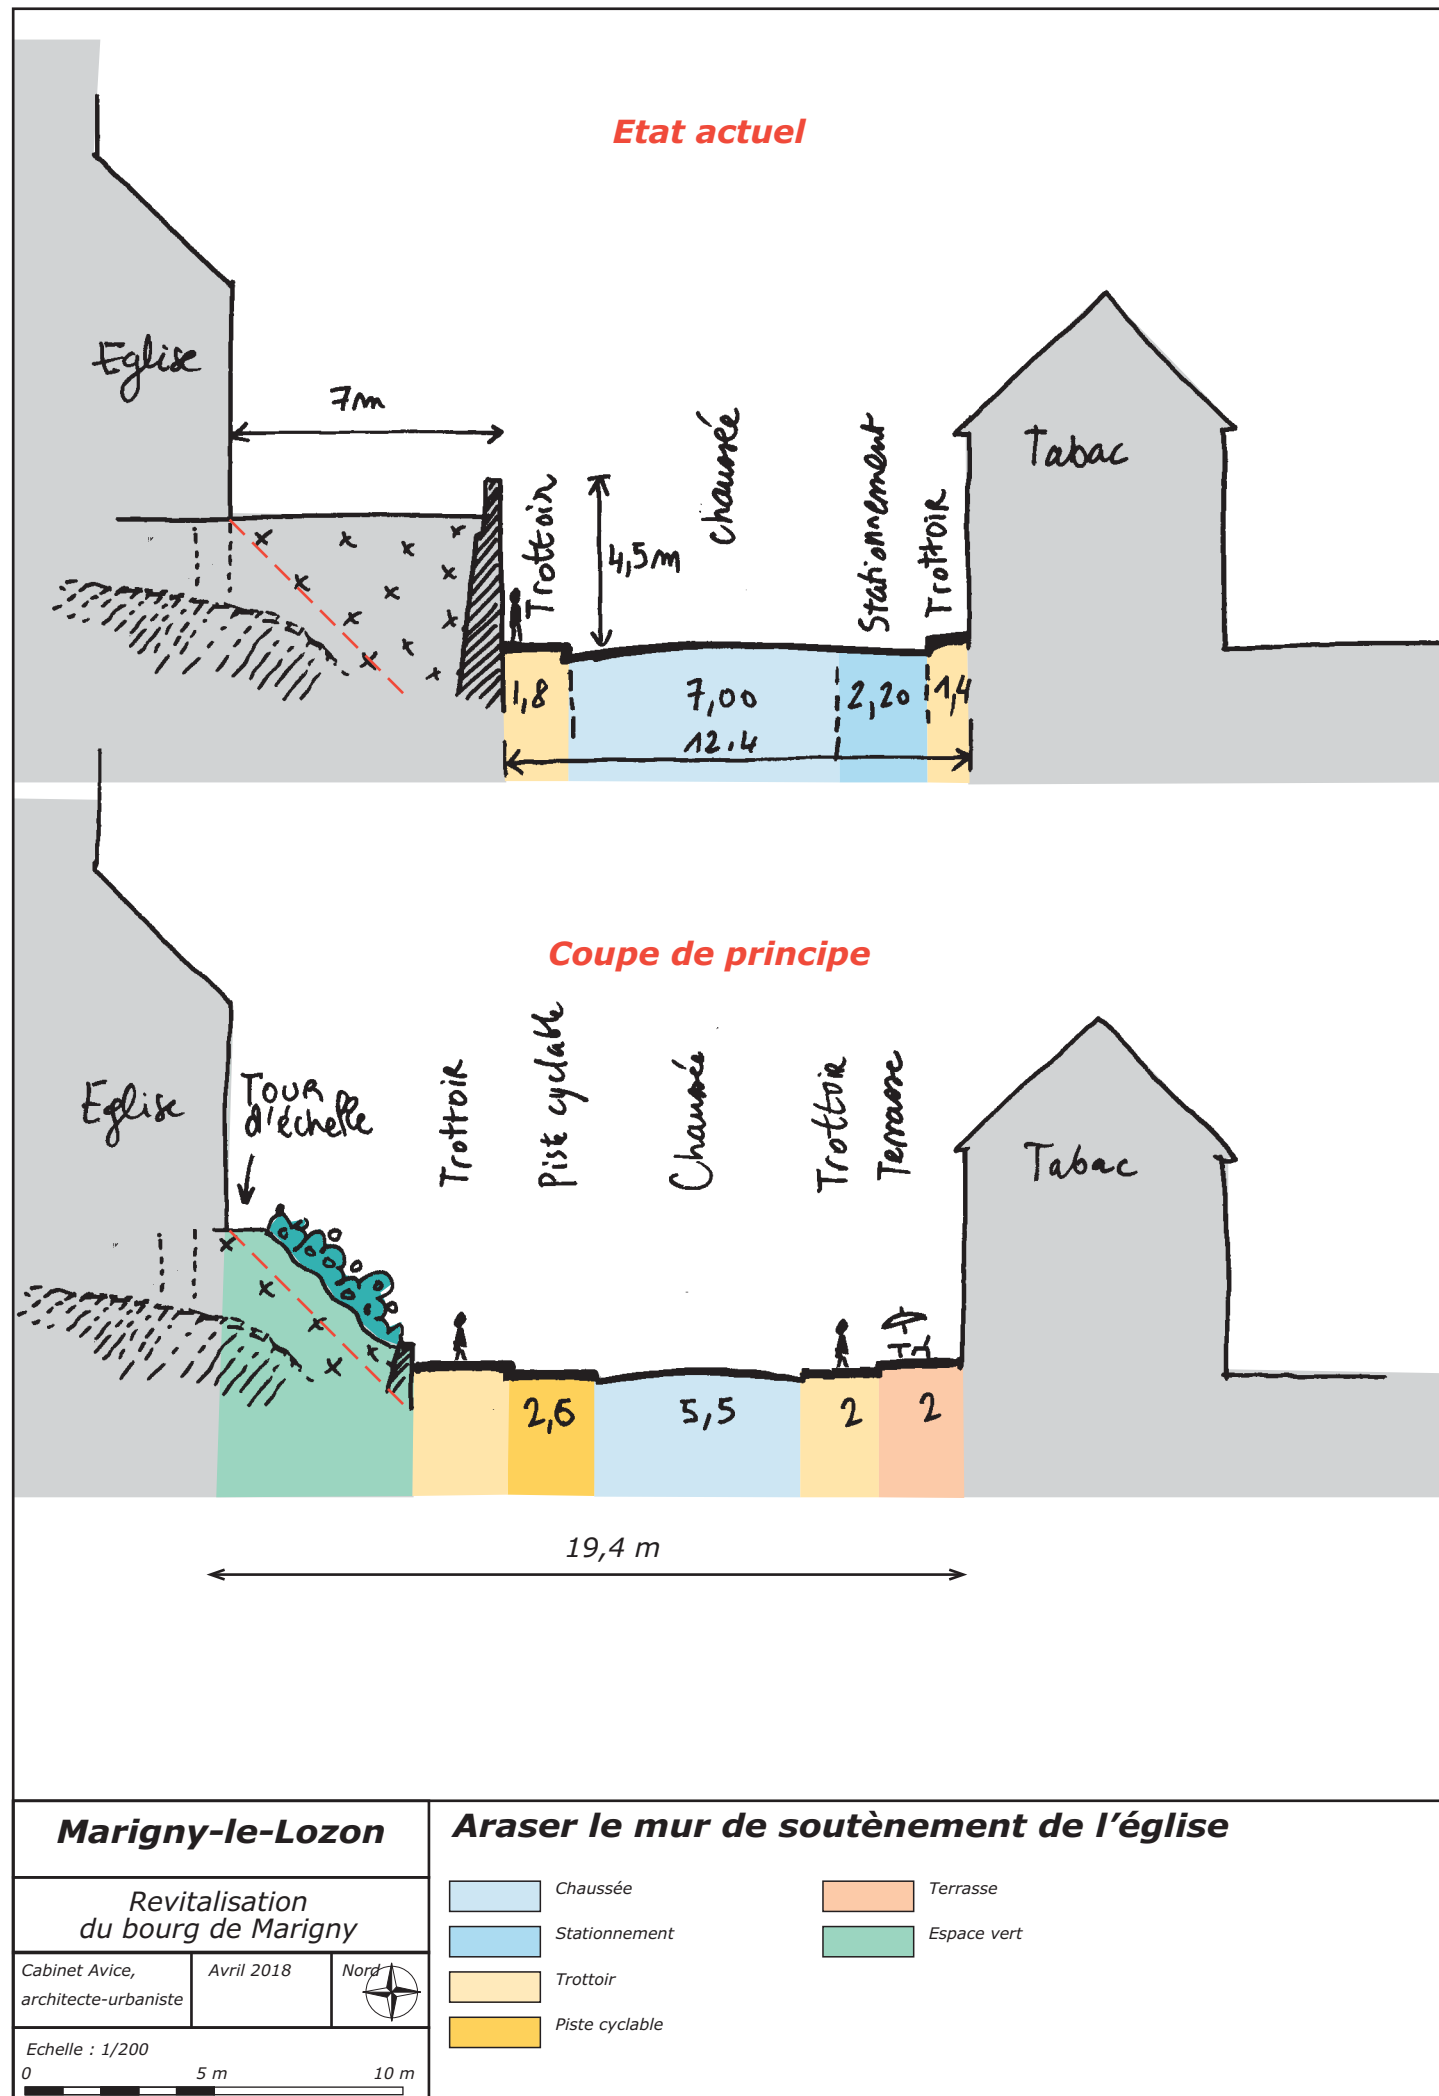 Etat actuel
Eglise
7m
Trottoir
4,5m
chaussée
Stationnement
Trottoir
Tabac
1,8
7,00
2,20
1,4
12.4
Coupe de principe
Eglise
TOUR
d'échelle
Trottoir
Piste cyclable
Chaussée
Trottoir
Terrasse
Tabac
2,6
5,5
2
2
19,4 m
Marigny-le-Lozon
Revitalisation
du bourg de Marigny
Cabinet Avice,
architecte-urbaniste
Avril 2018
Nord
Echelle : 1/200
0 5 m 10 m
Araser le mur de soutènement de l'église
Chaussée
Stationnement
Trottoir
Piste cyclable
Terrasse
Espace vert